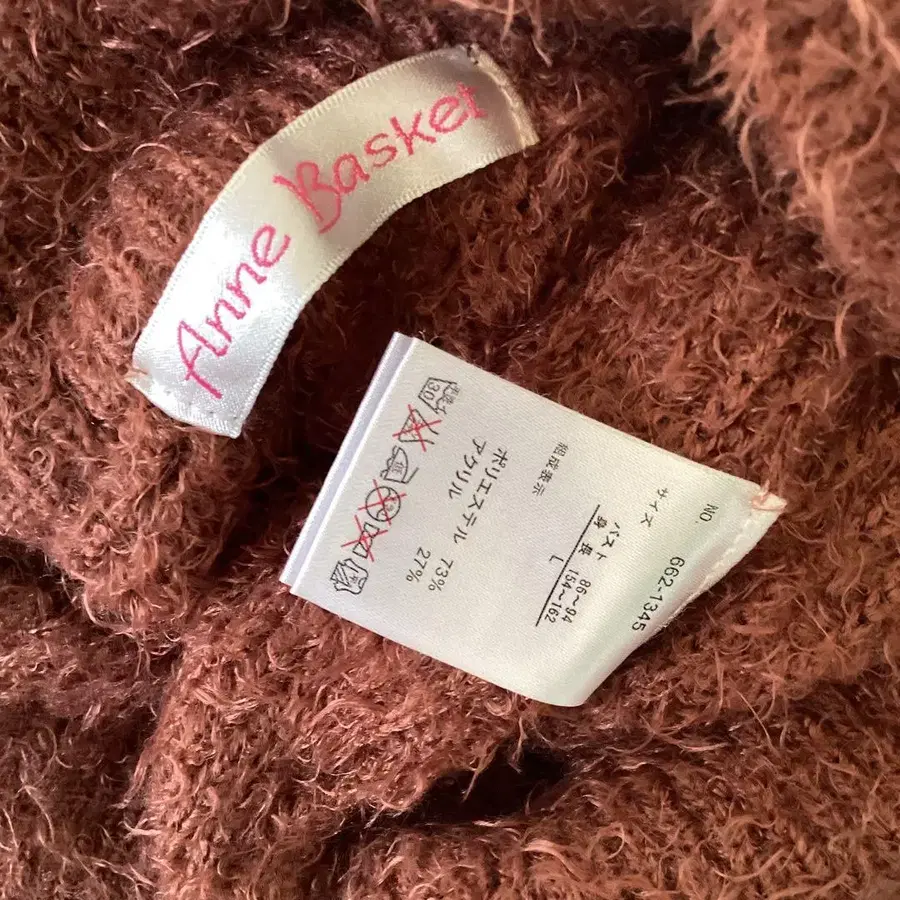 Anne Basket
NO. 662-1345
サイズ
バスト 86~94
身長 154~162
L
組成表示
ポリエステル 73%
アクリル 27%
30